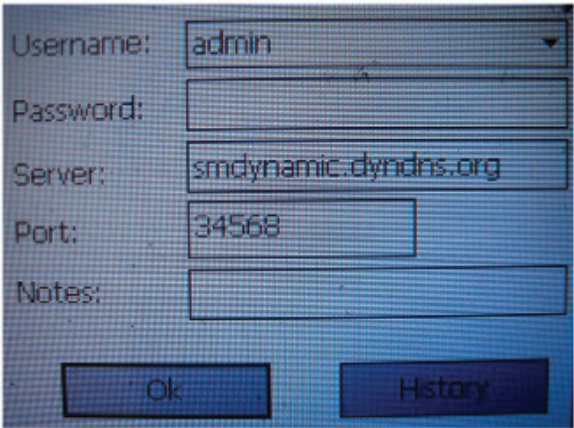 Username: admin
Password:
Server: smdynamic.dyndns.org
Port: 34568
Notes:
Ok History